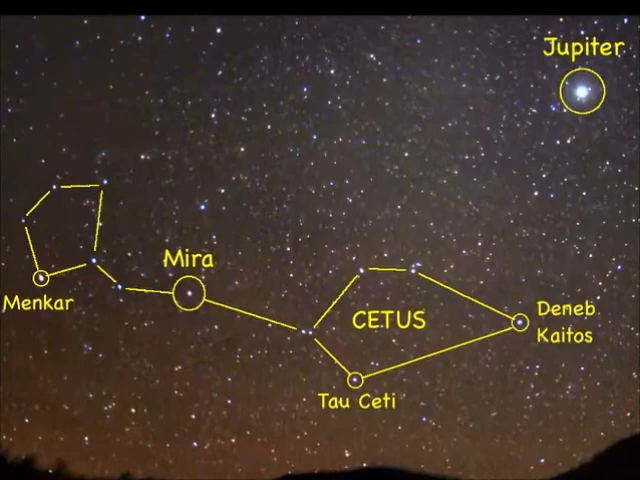 Jupiter
Mira
Menkar
CETUS
Deneb
Kaitos
Tau Ceti